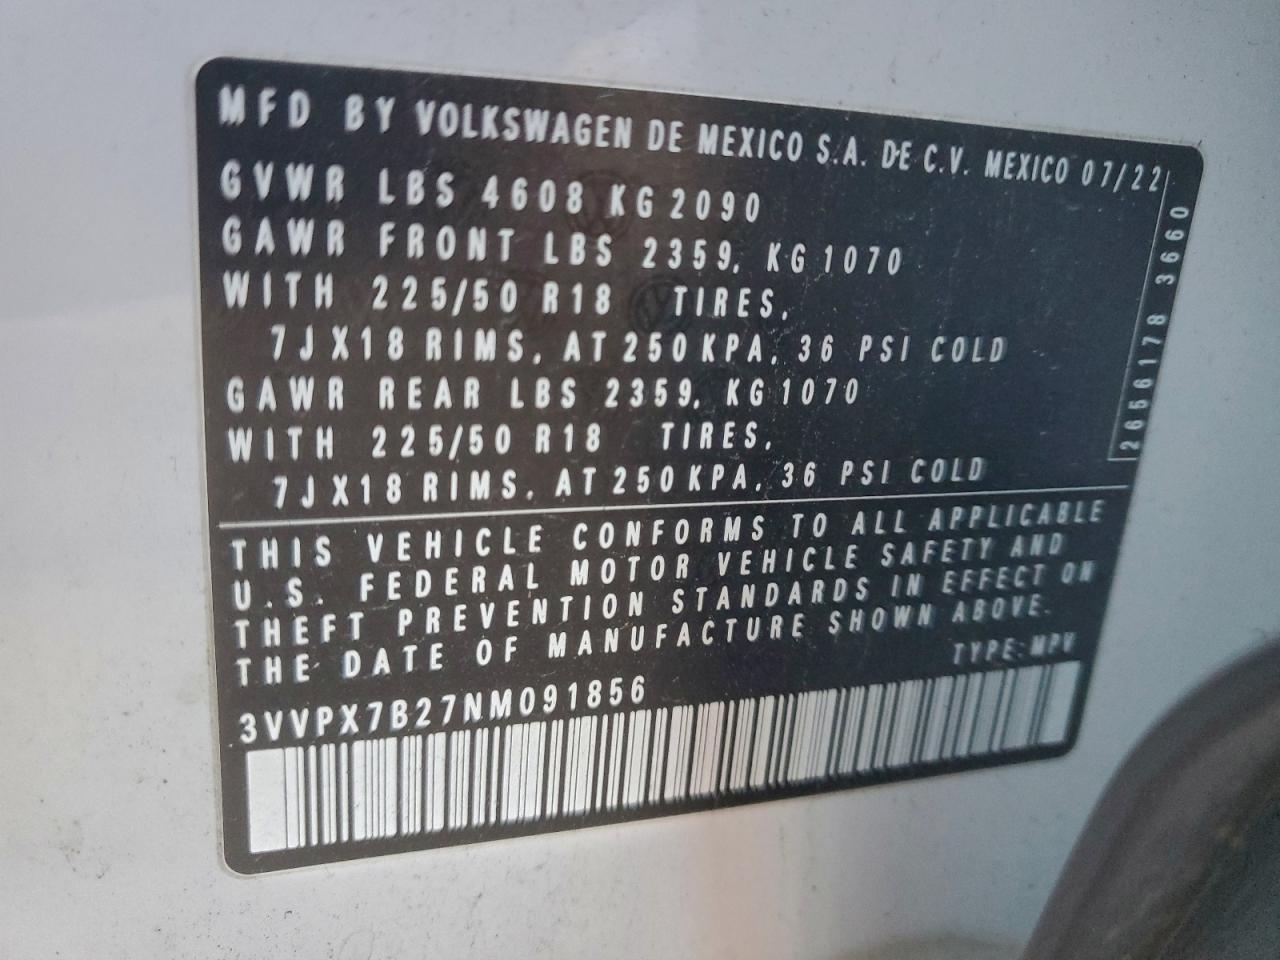 MFD BY VOLKSWAGEN DE MEXICO S.A. DE C.V. MEXICO 07/22
GVWR LBS 4608 KG 2090
GAWR FRONT LBS 2359, KG 1070
WITH 225/50 R18 TIRES,
7JX18 RIMS, AT 250 KPA, 36 PSI COLD
GAWR REAR LBS 2359, KG 1070
WITH 225/50 R18 TIRES,
7JX18 RIMS, AT 250 KPA, 36 PSI COLD
2656178 3660
THIS VEHICLE CONFORMS TO ALL APPLICABLE
U.S. FEDERAL MOTOR VEHICLE SAFETY AND
THEFT PREVENTION STANDARDS IN EFFECT ON
THE DATE OF MANUFACTURE SHOWN ABOVE.
TYPE: MPV
3VVPX7B27NM091856